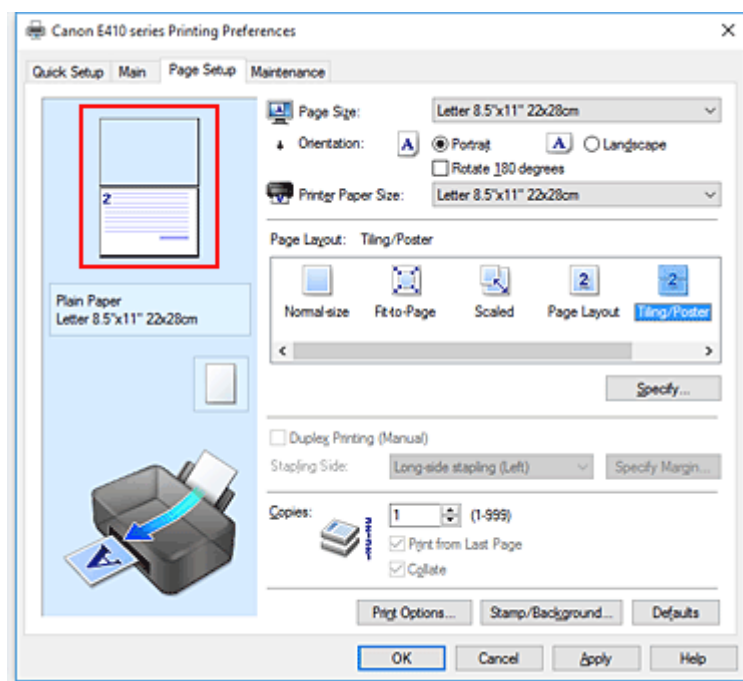 Canon E410 series Printing Preferences
Quick Setup Main Page Setup Maintenance
2
Plain Paper
Letter 8.5"x11" 22x28cm
A
Page Size: Letter 8.5"x11" 22x28cm
Orientation: A Portrait A Landscape
Rotate 180 degrees
Printer Paper Size: Letter 8.5"x11" 22x28cm
Page Layout: Tiling/Poster
2 2
Normal-size Fit-to-Page Scaled Page Layout Tiling/Poster
Specify...
Duplex Printing (Manual)
Stapling Side: Long-side stapling (Left) Specify Margin...
Copies: 1 (1-999)
Print from Last Page
Collate
Print Options... Stamp/Background... Defaults
OK Cancel Apply Help